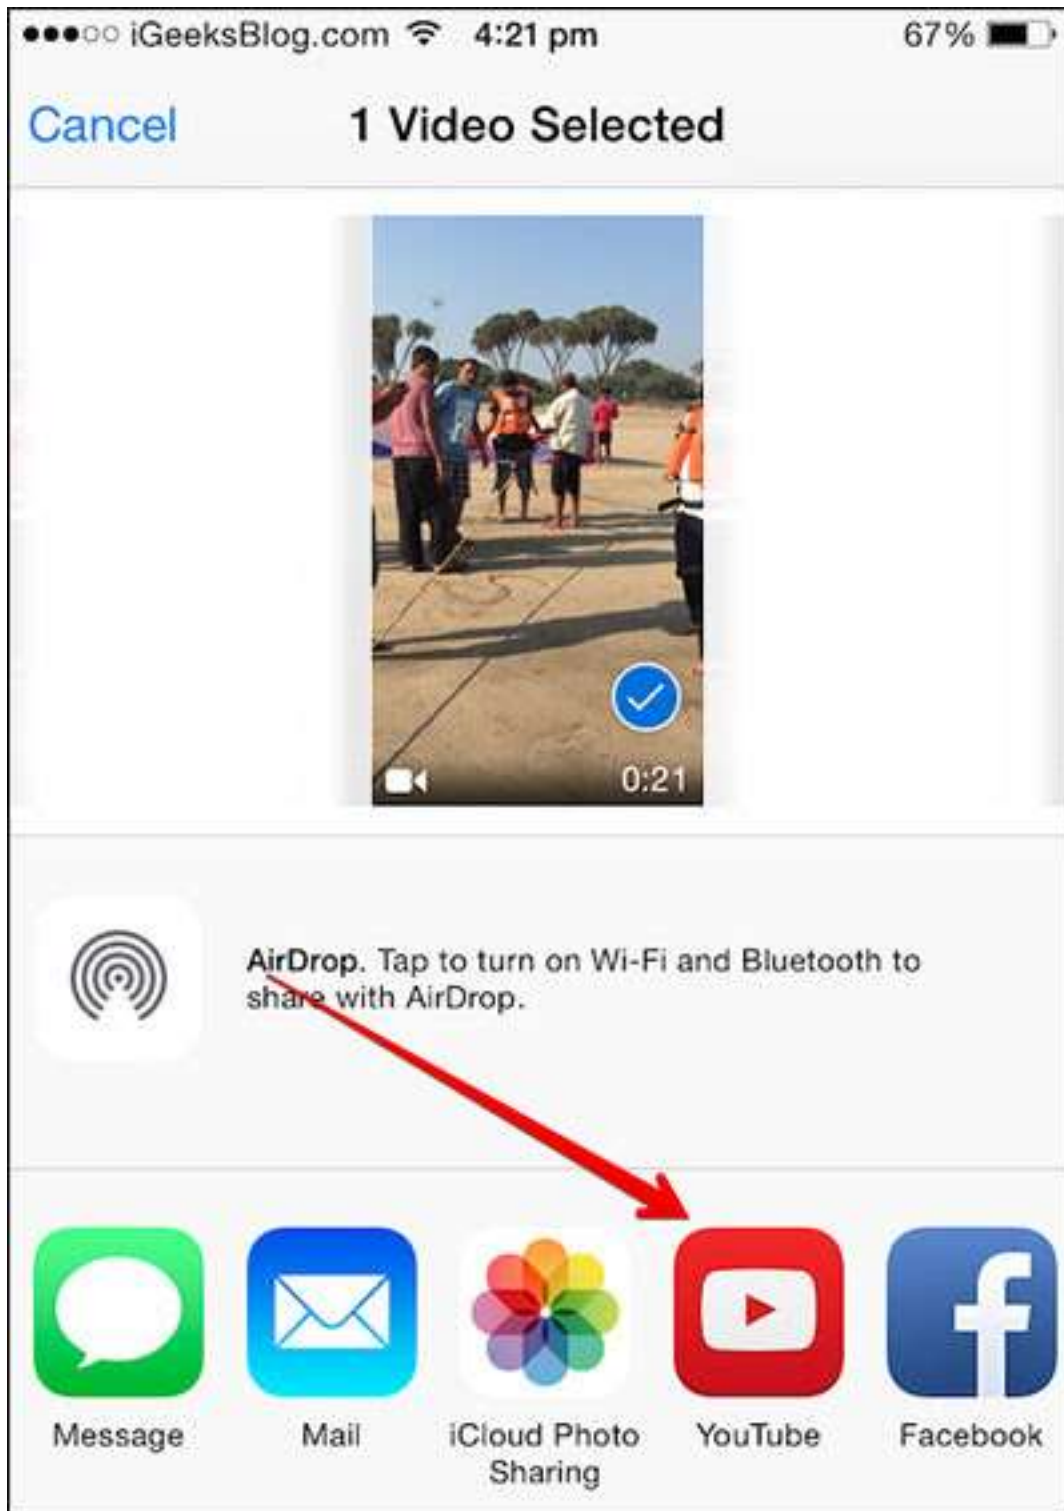 iGeeksBlog.com 4:21 pm 67%
Cancel 1 Video Selected
0:21
AirDrop. Tap to turn on Wi-Fi and Bluetooth to
share with AirDrop.
Message Mail iCloud Photo Sharing YouTube Facebook